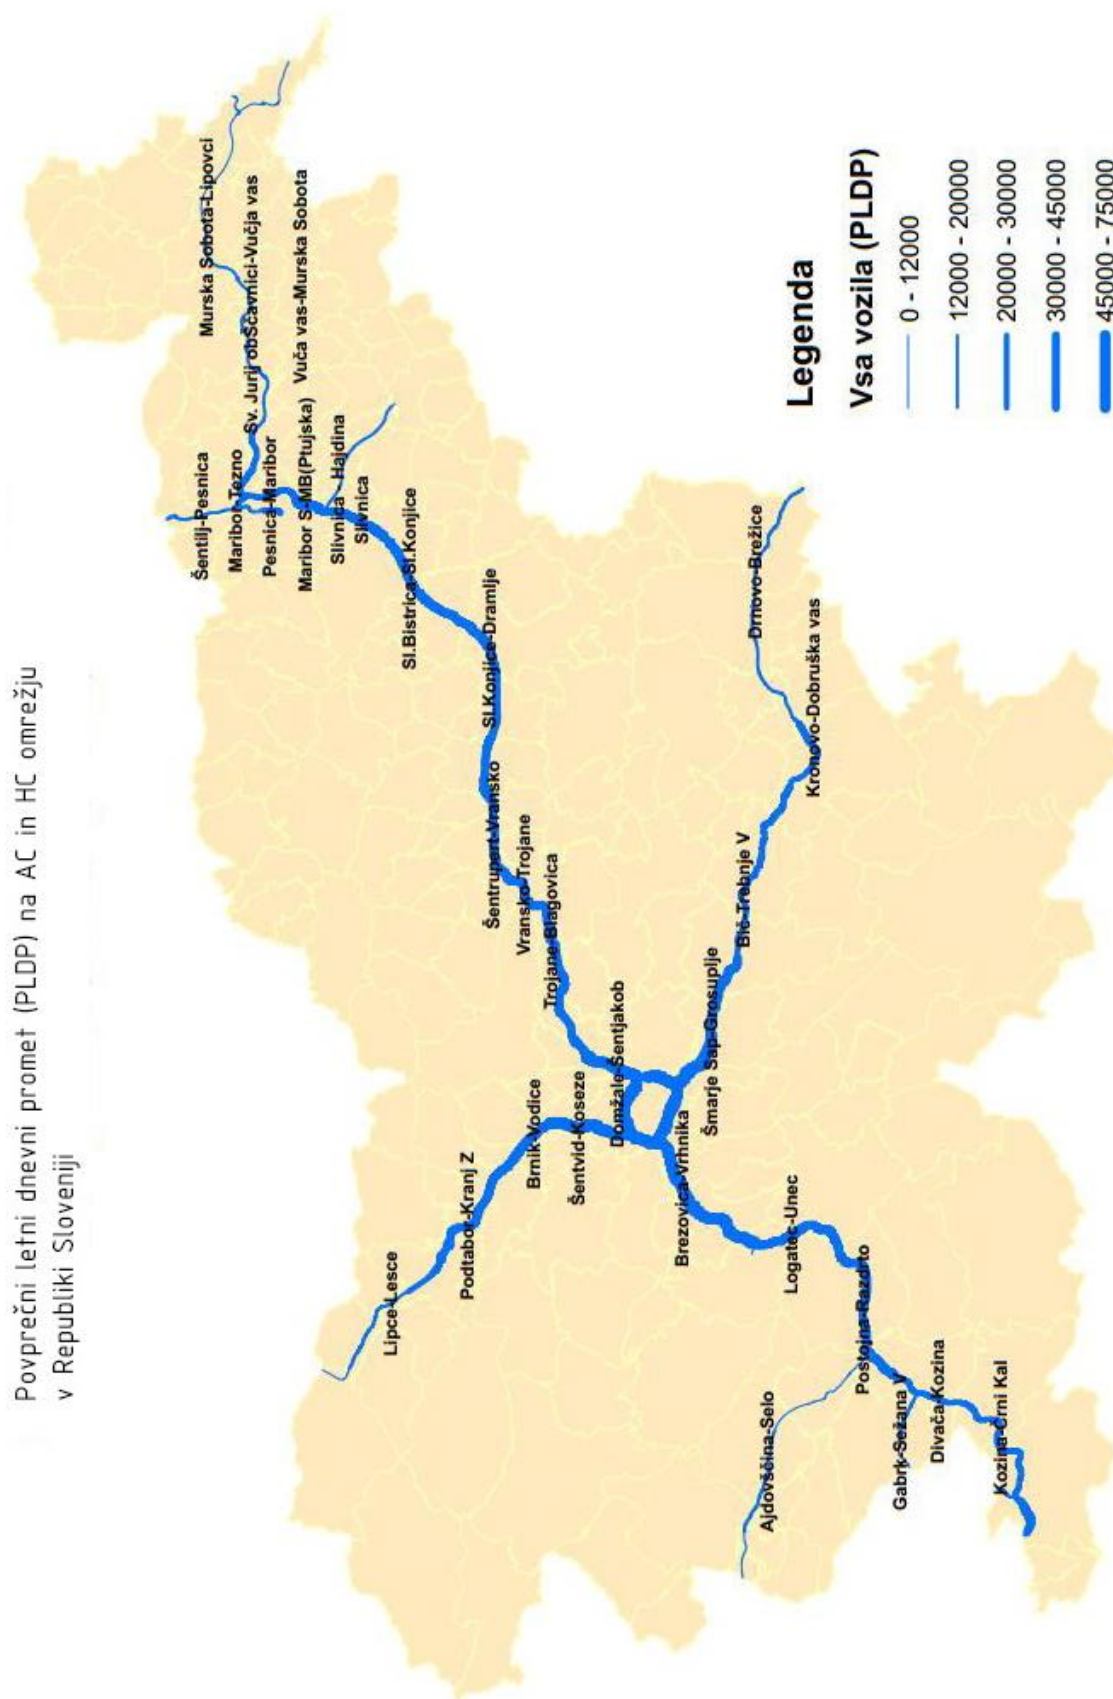 Povprečni letni dnevni promet (PLDP) na AC in HC omrežju
v Republiki Sloveniji
Murska Sobota-Lipovci
Sv. Jurij obŠčavnici-Vučja vas
Vuča vas-Murska Sobota
Šentilj-Pesnica
Maribor-Tezno
Pesnica-Maribor
Maribor S-MB(Ptujska)
Slivnica - Hajdina
Slivnica
Sl.Bistrica-Sl.Konjice
Sl.Konjice-Dramlje
Šentrupert-Vransko
Vransko-Trojane
Trojane-Blagovica
Domžale-Šentjakob
Brnik-Vodice
Šentvid-Koseze
Podtabor-Kranj Z
Lipce-Lesce
Drnovo-Brežice
Kronovo-Dobruška vas
Bič-Trebnje V
Šmarje Sap-Grosuplje
Brezovica-Vrhnika
Logatec-Unec
Postojna-Razdrto
Ajdovščina-Selo
Gabrk-Sežana V
Divača-Kozina
Kozina-Črni Kal
Legenda
Vsa vozila (PLDP)
0 - 12000
12000 - 20000
20000 - 30000
30000 - 45000
45000 - 75000